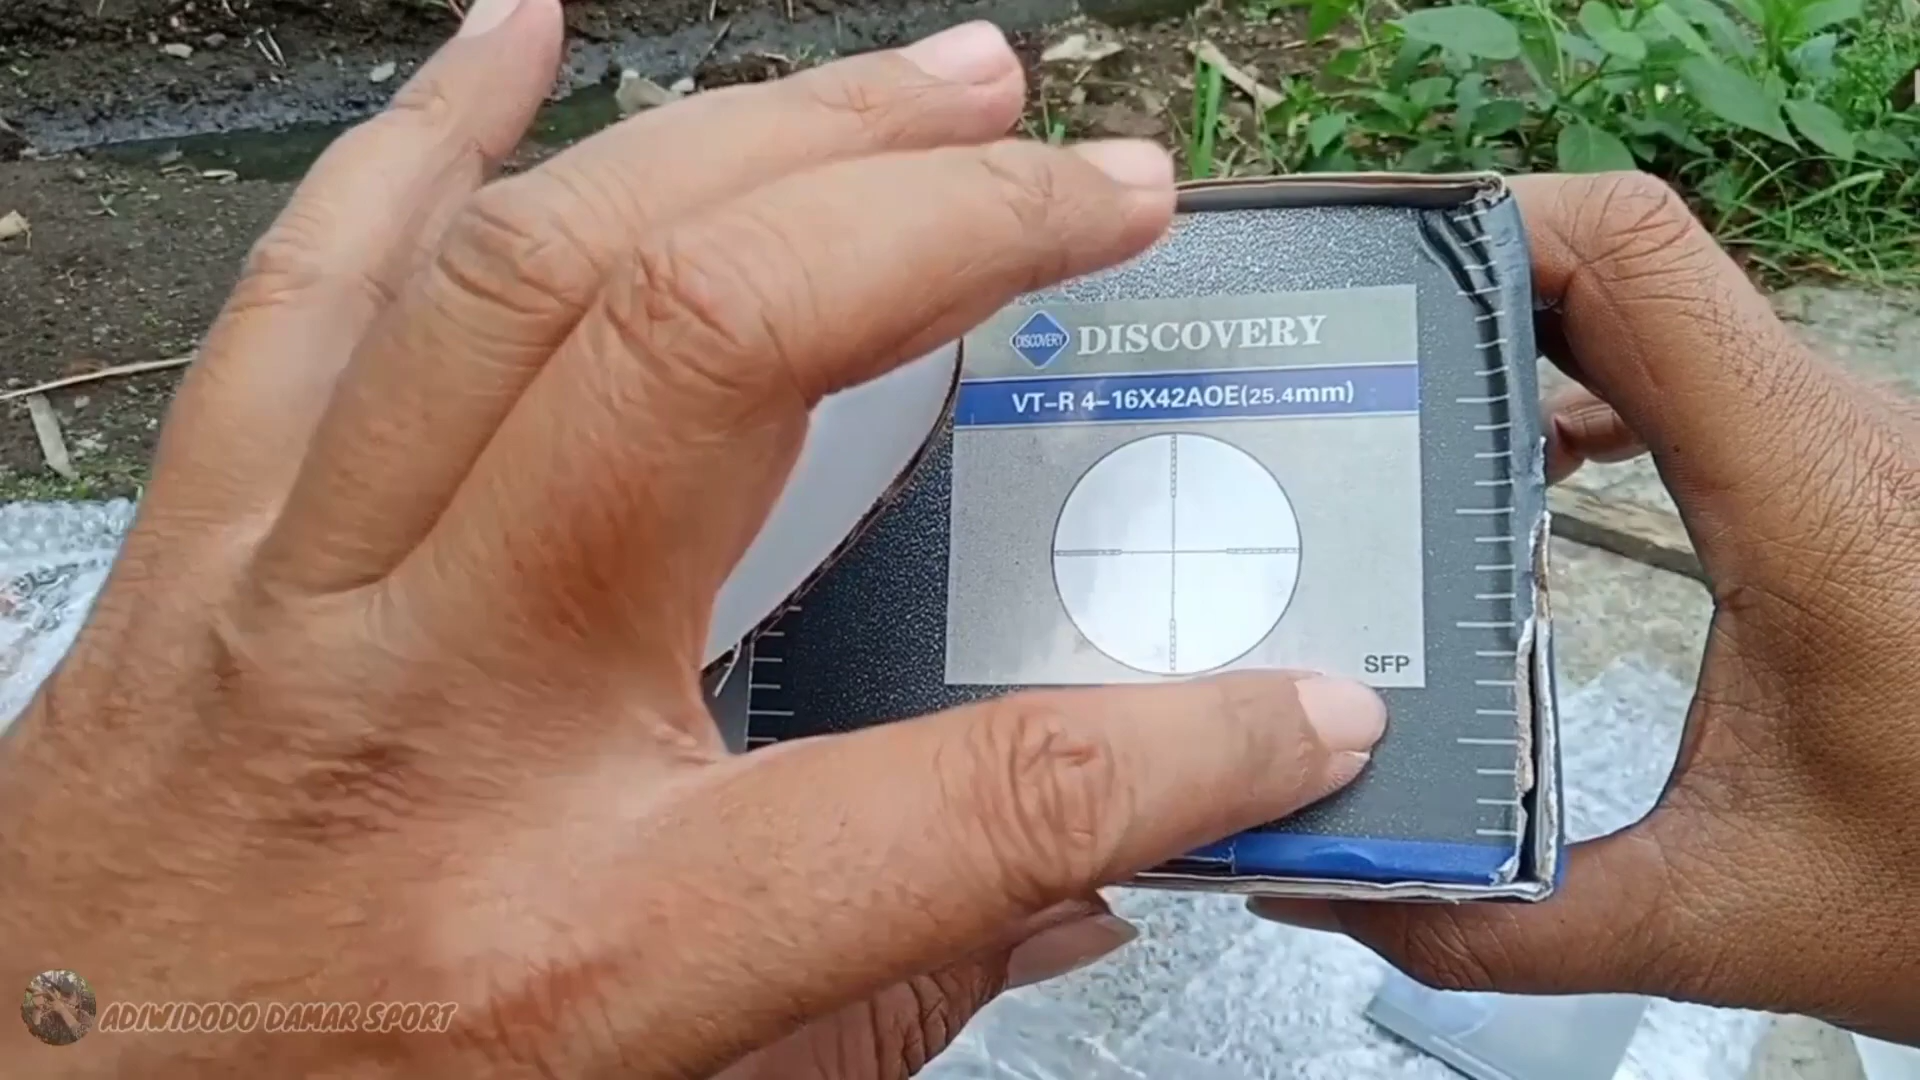 DISCOVERY
DISCOVERY
VT-R 4-16X42AOE(25.4mm)
SFP
ADIWIDODO DAMAR SPORT